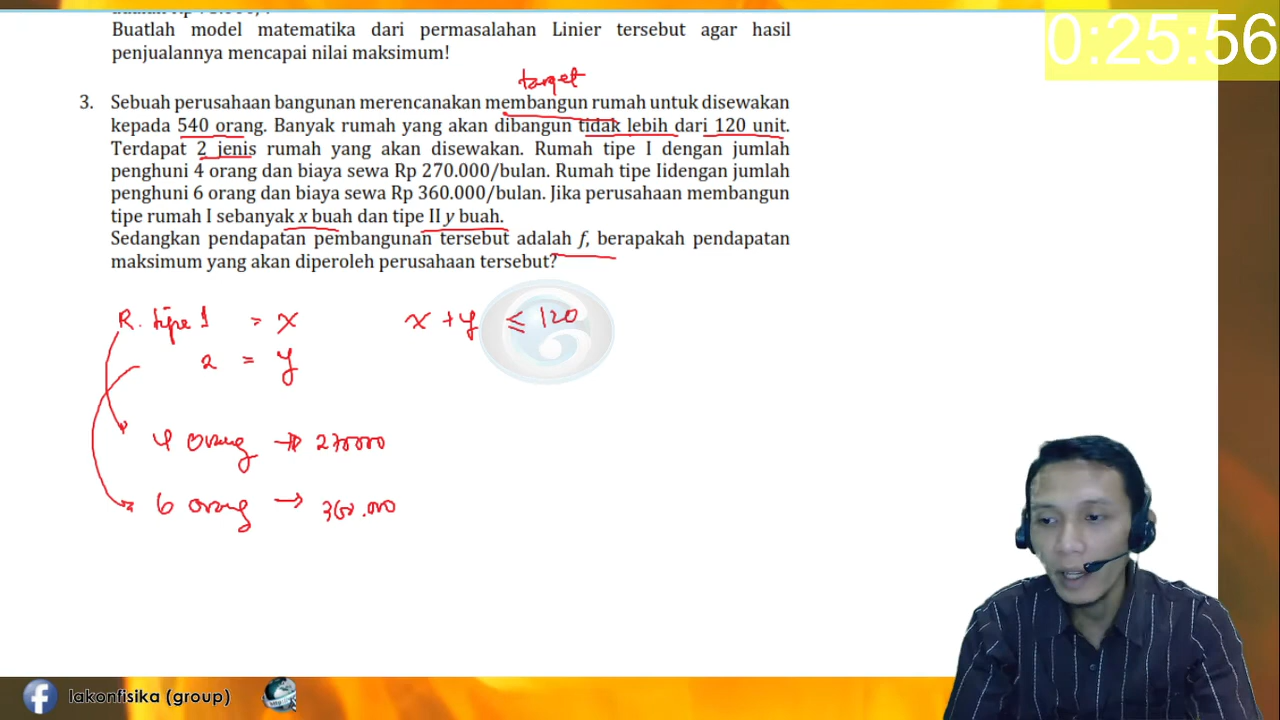 0:25:56
Buatlah model matematika dari permasalahan Linier tersebut agar hasil
penjualannya mencapai nilai maksimum!
target
3. Sebuah perusahaan bangunan merencanakan membangun rumah untuk disewakan
kepada 540 orang. Banyak rumah yang akan dibangun tidak lebih dari 120 unit.
Terdapat 2 jenis rumah yang akan disewakan. Rumah tipe I dengan jumlah
penghuni 4 orang dan biaya sewa Rp 270.000/bulan. Rumah tipe Iidengan jumlah
penghuni 6 orang dan biaya sewa Rp 360.000/bulan. Jika perusahaan membangun
tipe rumah I sebanyak x buah dan tipe II y buah.
Sedangkan pendapatan pembangunan tersebut adalah f, berapakah pendapatan
maksimum yang akan diperoleh perusahaan tersebut?
R. tipe 1 = x x + y ≤ 120
2 = y
4 orang → 270000
6 orang → 360.000
lakonfisika (group)